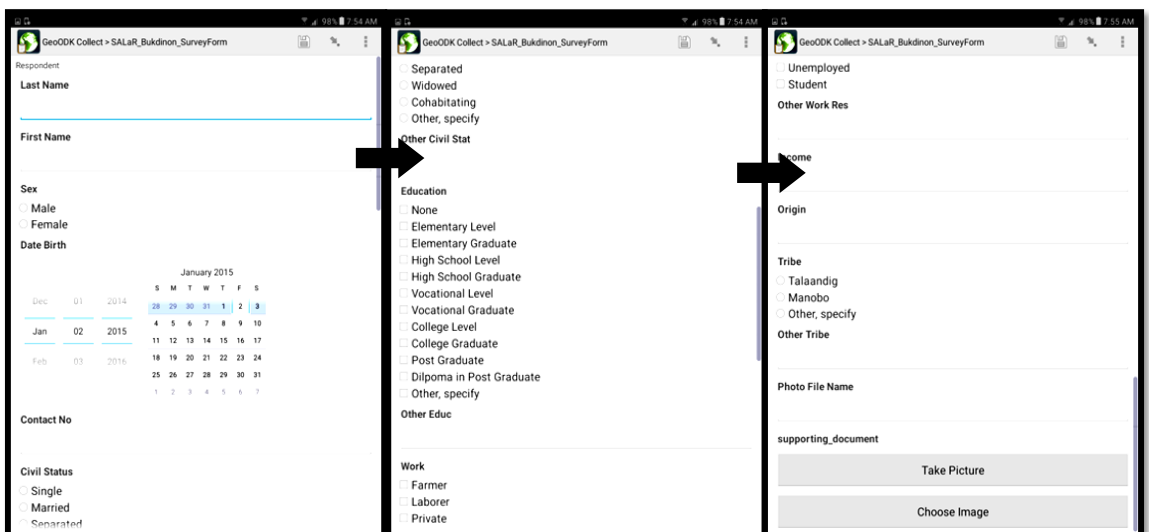 98% 7:54 AM
GeoODK Collect > SALaR_Bukdinon_SurveyForm
Respondent
Last Name
First Name
Sex
Male
Female
Date Birth
January 2015
S M T W T F S
Dec 01 2014 28 29 30 31 1 2 3
4 5 6 7 8 9 10
Jan 02 2015 11 12 13 14 15 16 17
18 19 20 21 22 23 24
Feb 03 2016 25 26 27 28 29 30 31
1 2 3 4 5 6 7
Contact No
Civil Status
Single
Married
Separated
98% 7:54 AM
GeoODK Collect > SALaR_Bukdinon_SurveyForm
Separated
Widowed
Cohabitating
Other, specify
Other Civil Stat
Education
None
Elementary Level
Elementary Graduate
High School Level
High School Graduate
Vocational Level
Vocational Graduate
College Level
College Graduate
Post Graduate
Dilpoma in Post Graduate
Other, specify
Other Educ
Work
Farmer
Laborer
Private
98% 7:55 AM
GeoODK Collect > SALaR_Bukdinon_SurveyForm
Unemployed
Student
Other Work Res
Income
Origin
Tribe
Talaandig
Manobo
Other, specify
Other Tribe
Photo File Name
supporting_document
Take Picture
Choose Image